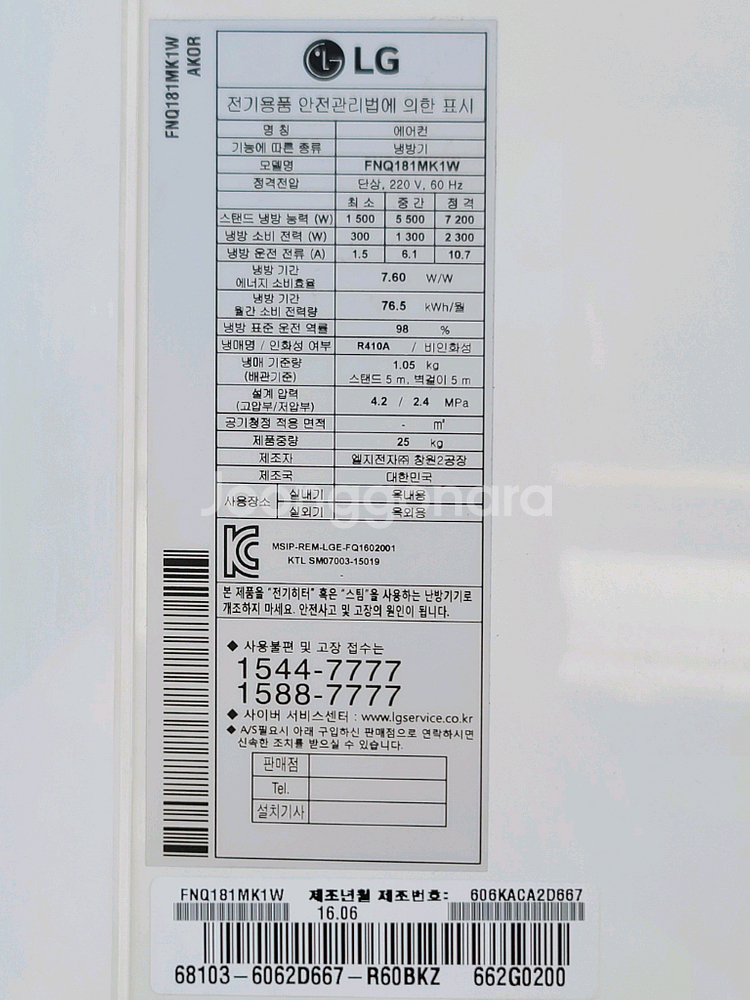 FNQ181MK1W
AKOR
LG
전기용품 안전관리법에 의한 표시
명 칭 에어컨
기능에 따른 종류 냉방기
모델명 FNQ181MK1W
정격전압 단상, 220 V, 60 Hz
최 소 중 간 정 격
스탠드 냉방 능력 (W) 1 500 5 500 7 200
냉방 소비 전력 (W) 300 1 300 2 300
냉방 운전 전류 (A) 1.5 6.1 10.7
냉방 기간
에너지 소비효율 7.60 W/W
냉방 기간
월간 소비 전력량 76.5 kWh/월
냉방 표준 운전 역률 98 %
냉매명 / 인화성 여부 R410A / 비인화성
냉매 기준량
(배관기준) 1.05 kg
스탠드 5 m, 벽걸이 5 m
설계 압력
(고압부/저압부) 4.2 / 2.4 MPa
공기청정 적용 면적 - m²
제품중량 25 kg
제조자 엘지전자㈜ 창원2공장
제조국 대한민국
사용장소 실내기 옥내용
실외기 옥외용
Joonggonara
MSIP-REM-LGE-FQ1602001
KTL SM07003-15019
-
본 제품을 "전기히터" 혹은 "스팀"을 사용하는 난방기기로
개조하지 마세요. 안전사고 및 고장의 원인이 됩니다.
◆ 사용불편 및 고장 접수는
1544-7777
1588-7777
◆ 사이버 서비스센터 : www.lgservice.co.kr
◆ A/S필요시 아래 구입하신 판매점으로 연락하시면
신속한 조치를 받으실 수 있습니다.
판매점
Tel.
설치기사
FNQ181MK1W 제조년월 제조번호: 606KACA2D667
16.06
68103-6062D667-R60BKZ 662G0200